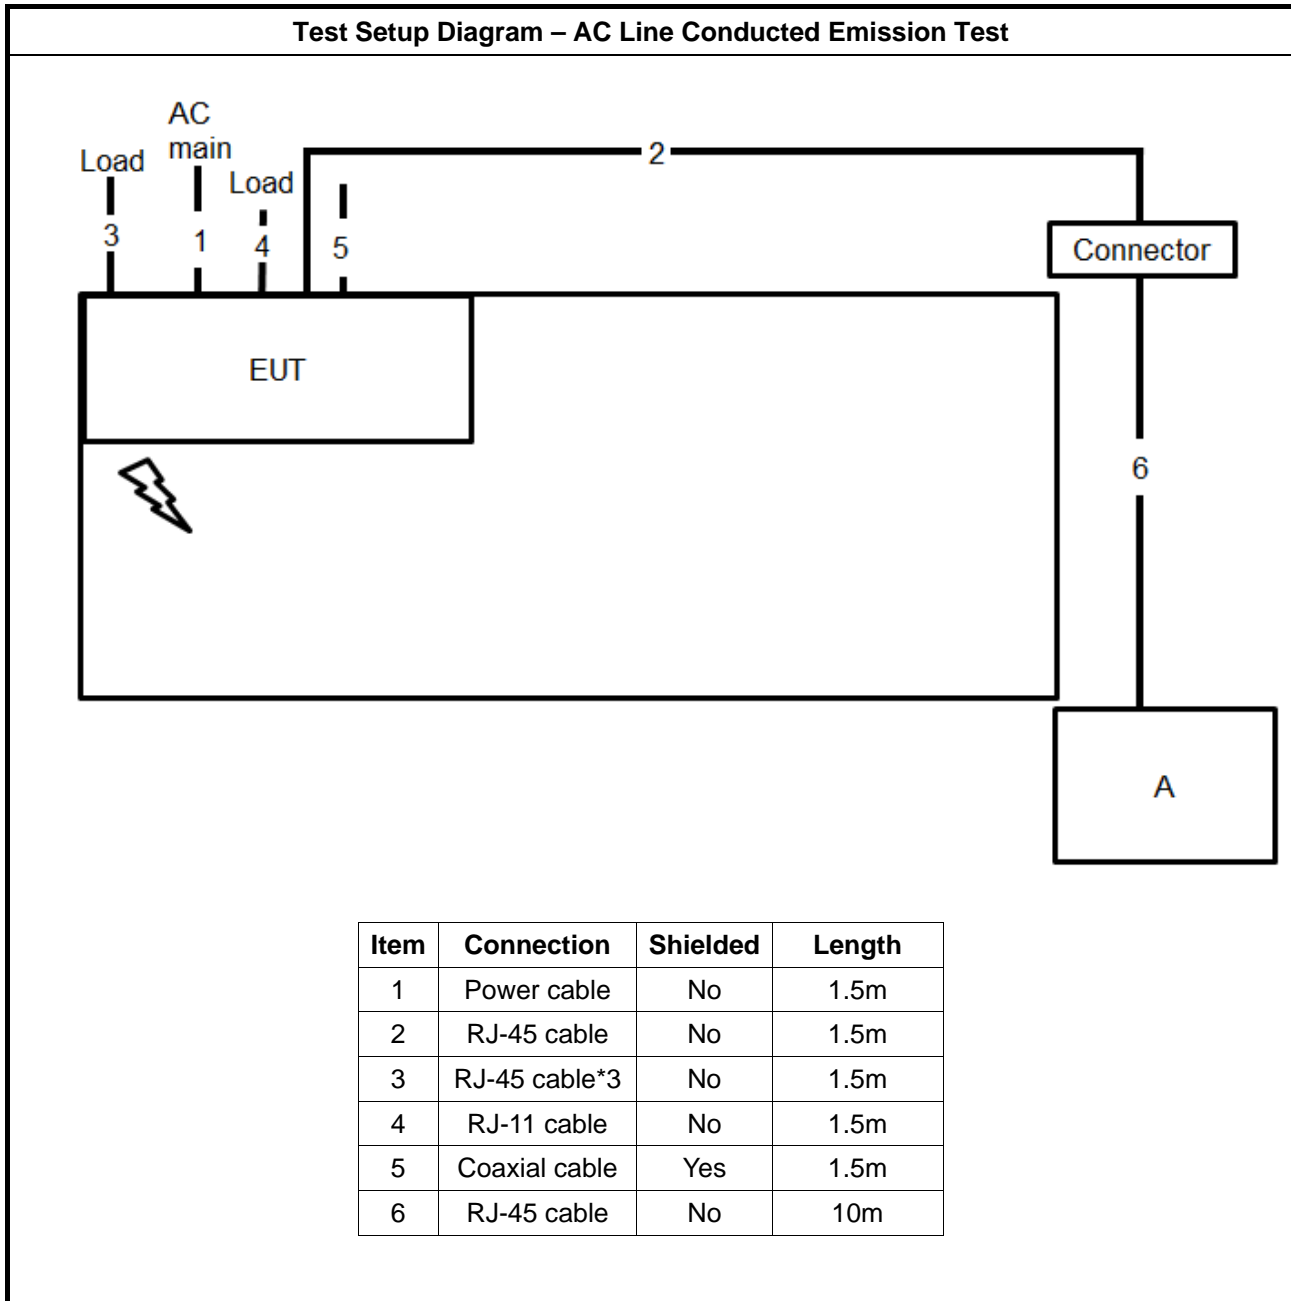 Test Setup Diagram – AC Line Conducted Emission Test
AC
main
Load
Load
2
3
1
4
5
Connector
EUT
6
A
Item Connection Shielded Length
1 Power cable No 1.5m
2 RJ-45 cable No 1.5m
3 RJ-45 cable*3 No 1.5m
4 RJ-11 cable No 1.5m
5 Coaxial cable Yes 1.5m
6 RJ-45 cable No 10m